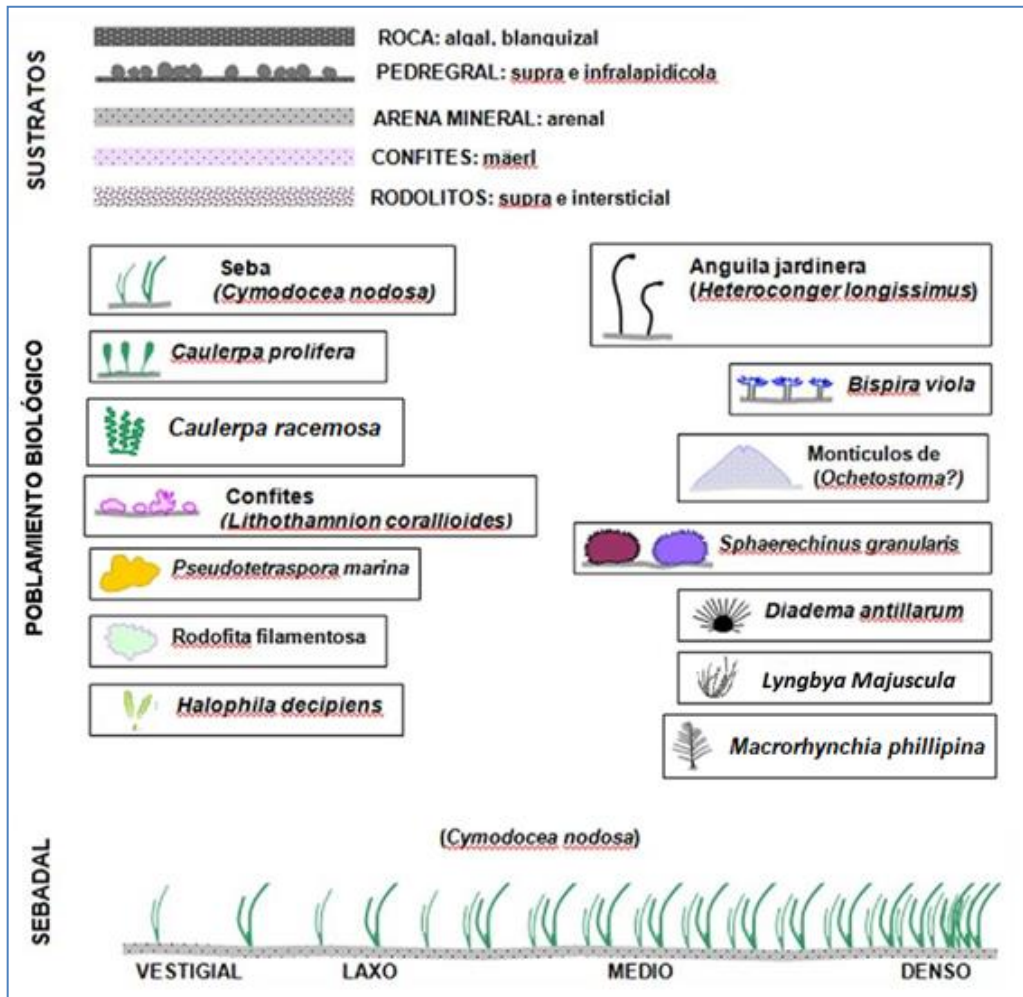 SUSTRATOS
ROCA: algal, blanquizal
PEDREGRAL: supra e infralapidicola
ARENA MINERAL: arenal
CONFITES: mäerl
RODOLITOS: supra e intersticial
POBLAMIENTO BIOLÓGICO
Seba
(Cymodocea nodosa)
Caulerpa prolifera
Caulerpa racemosa
Confites
(Lithothamnion corallioides)
Pseudotetraspora marina
Rodofita filamentosa
Halophila decipiens
Anguila jardinera
(Heteroconger longissimus)
Bispira viola
Monticulos de
(Ochetostoma?)
Sphaerechinus granularis
Diadema antillarum
Lyngbya Majuscula
Macrorhynchia phillipina
SEBADAL
(Cymodocea nodosa)
VESTIGIAL LAXO MEDIO DENSO